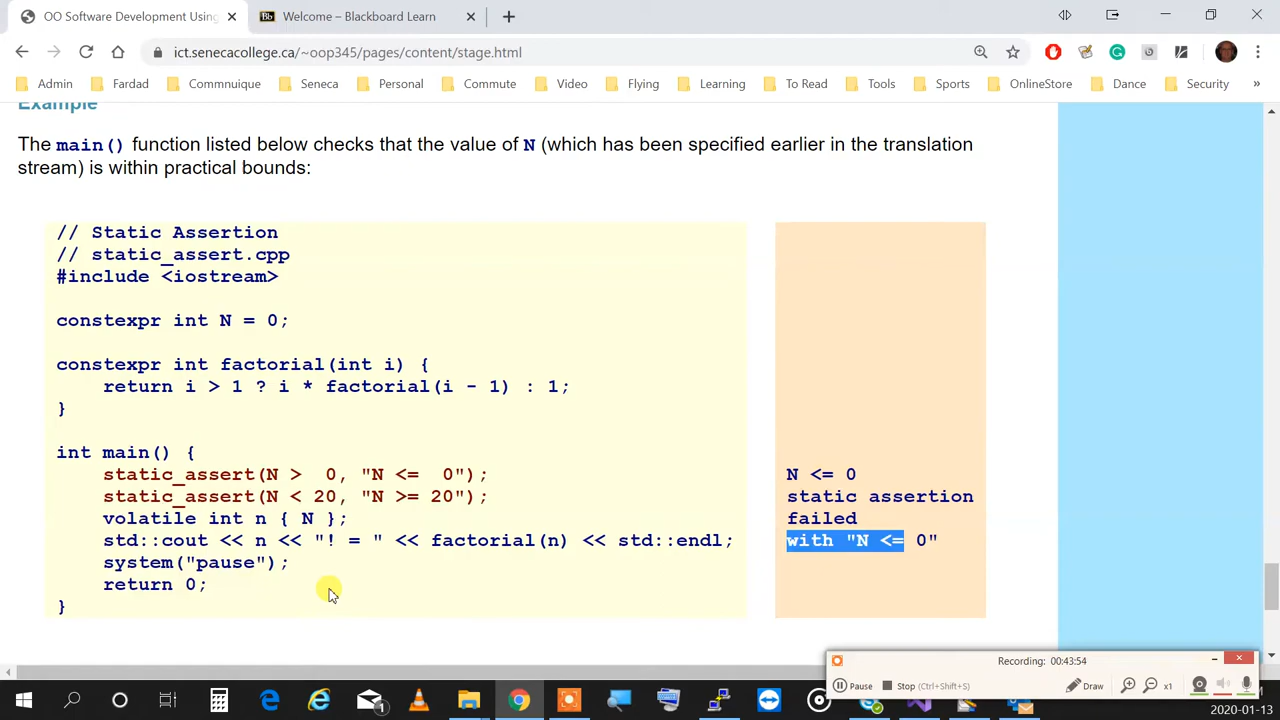 OO Software Development Using
Welcome – Blackboard Learn
ict.senecacollege.ca/~oop345/pages/content/stage.html
Admin Fardad Commnuique Seneca Personal Commute Video Flying Learning To Read Tools Sports OnlineStore Dance Security »
Example
The main() function listed below checks that the value of N (which has been specified earlier in the translation
stream) is within practical bounds:
// Static Assertion
// static_assert.cpp
#include <iostream>
constexpr int N = 0;
constexpr int factorial(int i) {
return i > 1 ? i * factorial(i - 1) : 1;
}
int main() {
static_assert(N >  0, "N <=  0");
static_assert(N < 20, "N >= 20");
volatile int n { N };
std::cout << n << "! = " << factorial(n) << std::endl;
system("pause");
return 0;
}
N <= 0
static assertion
failed
with "N <= 0"
Recording: 00:43:54
Pause Stop (Ctrl+Shift+S) Draw x1
2020-01-13